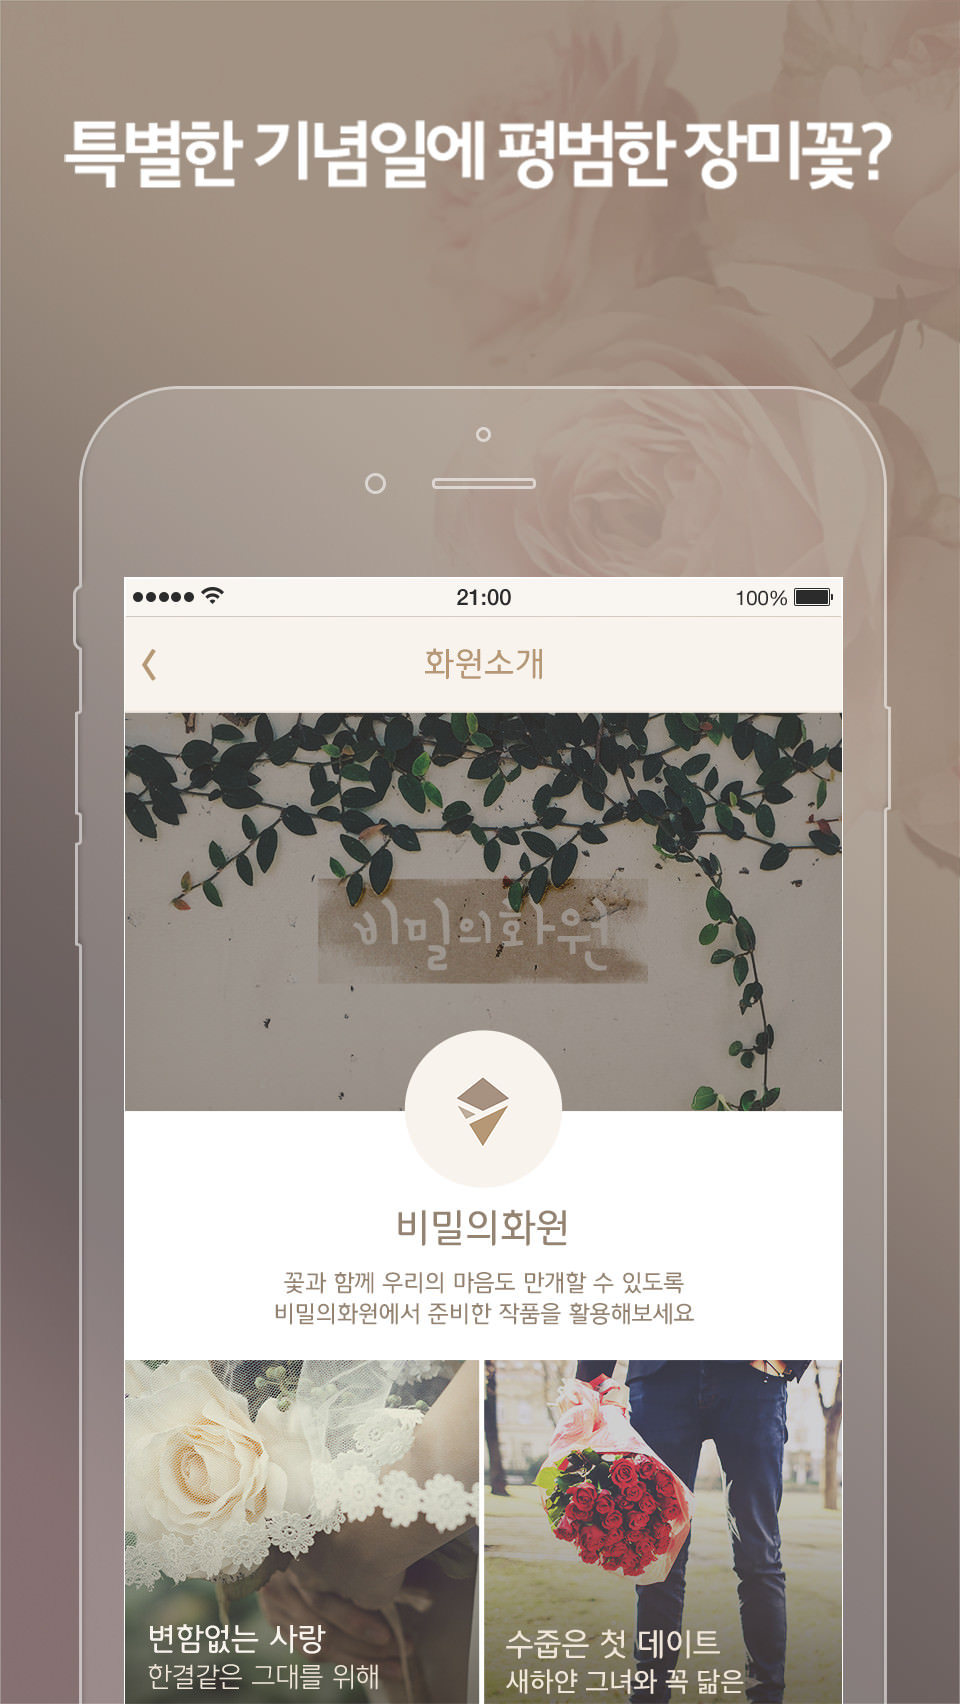 특별한 기념일에 평범한 장미꽃?
21:00
100%
화원소개
비밀의화원
비밀의화원
꽃과 함께 우리의 마음도 만개할 수 있도록
비밀의화원에서 준비한 작품을 활용해보세요
변함없는 사랑
한결같은 그대를 위해
수줍은 첫 데이트
새하얀 그녀와 꼭 닮은